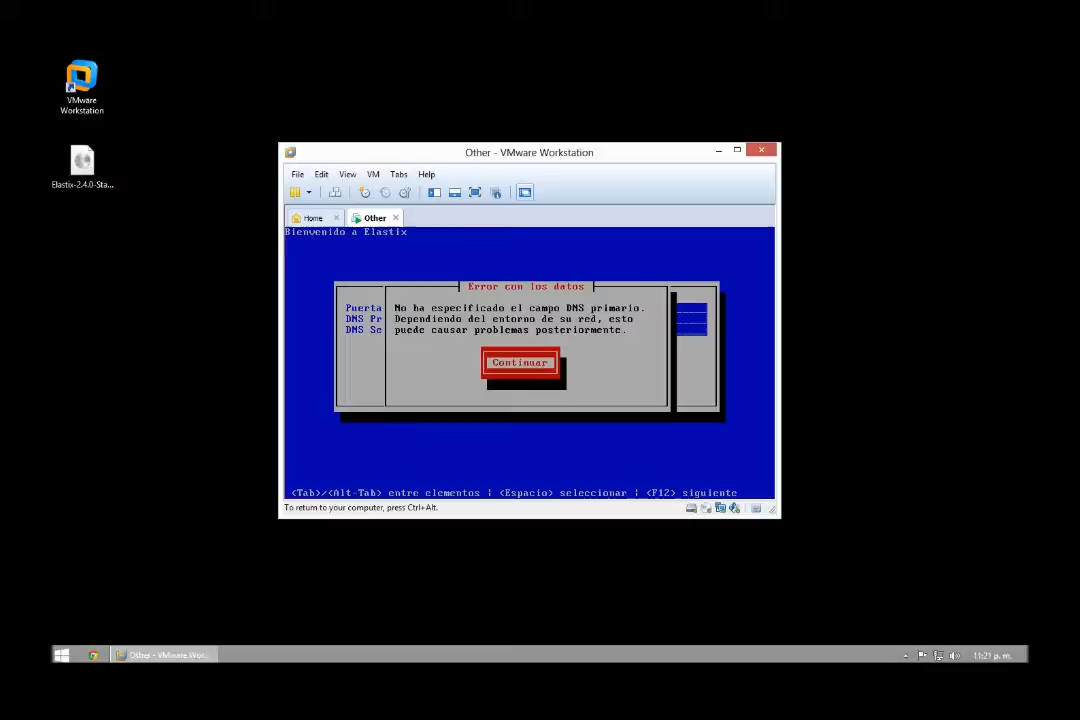 VMware
Workstation
Elastix-2.4.0-Sta...
Other - VMware Workstation
File Edit View VM Tabs Help
Home Other
Bienvenido a Elastix
Error con los datos
Puerta
DNS Pr
DNS Se
No ha especificado el campo DNS primario.
Dependiendo del entorno de su red, esto
puede causar problemas posteriormente.
Continuar
<Tab>/<Alt-Tab> entre elementos | <Espacio> seleccionar | <F12> siguiente
To return to your computer, press Ctrl+Alt.
Other - VMware Wor...
11:21 p. m.